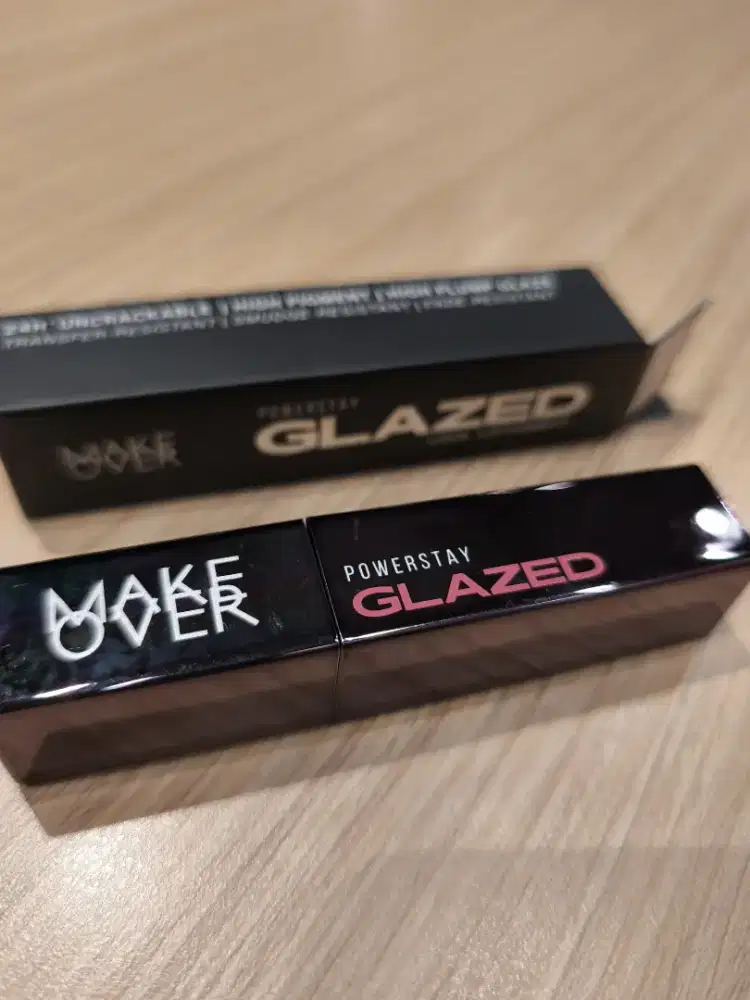 24H UNCRACKABLE | HIGH PIGMENT | HIGH PLUMP GLAZE
TRANSFER RESISTANT | SMUDGE RESISTANT | FADE RESISTANT
MAKE
OVER
POWERSTAY
GLAZED
MAKE
OVER
POWERSTAY
GLAZED